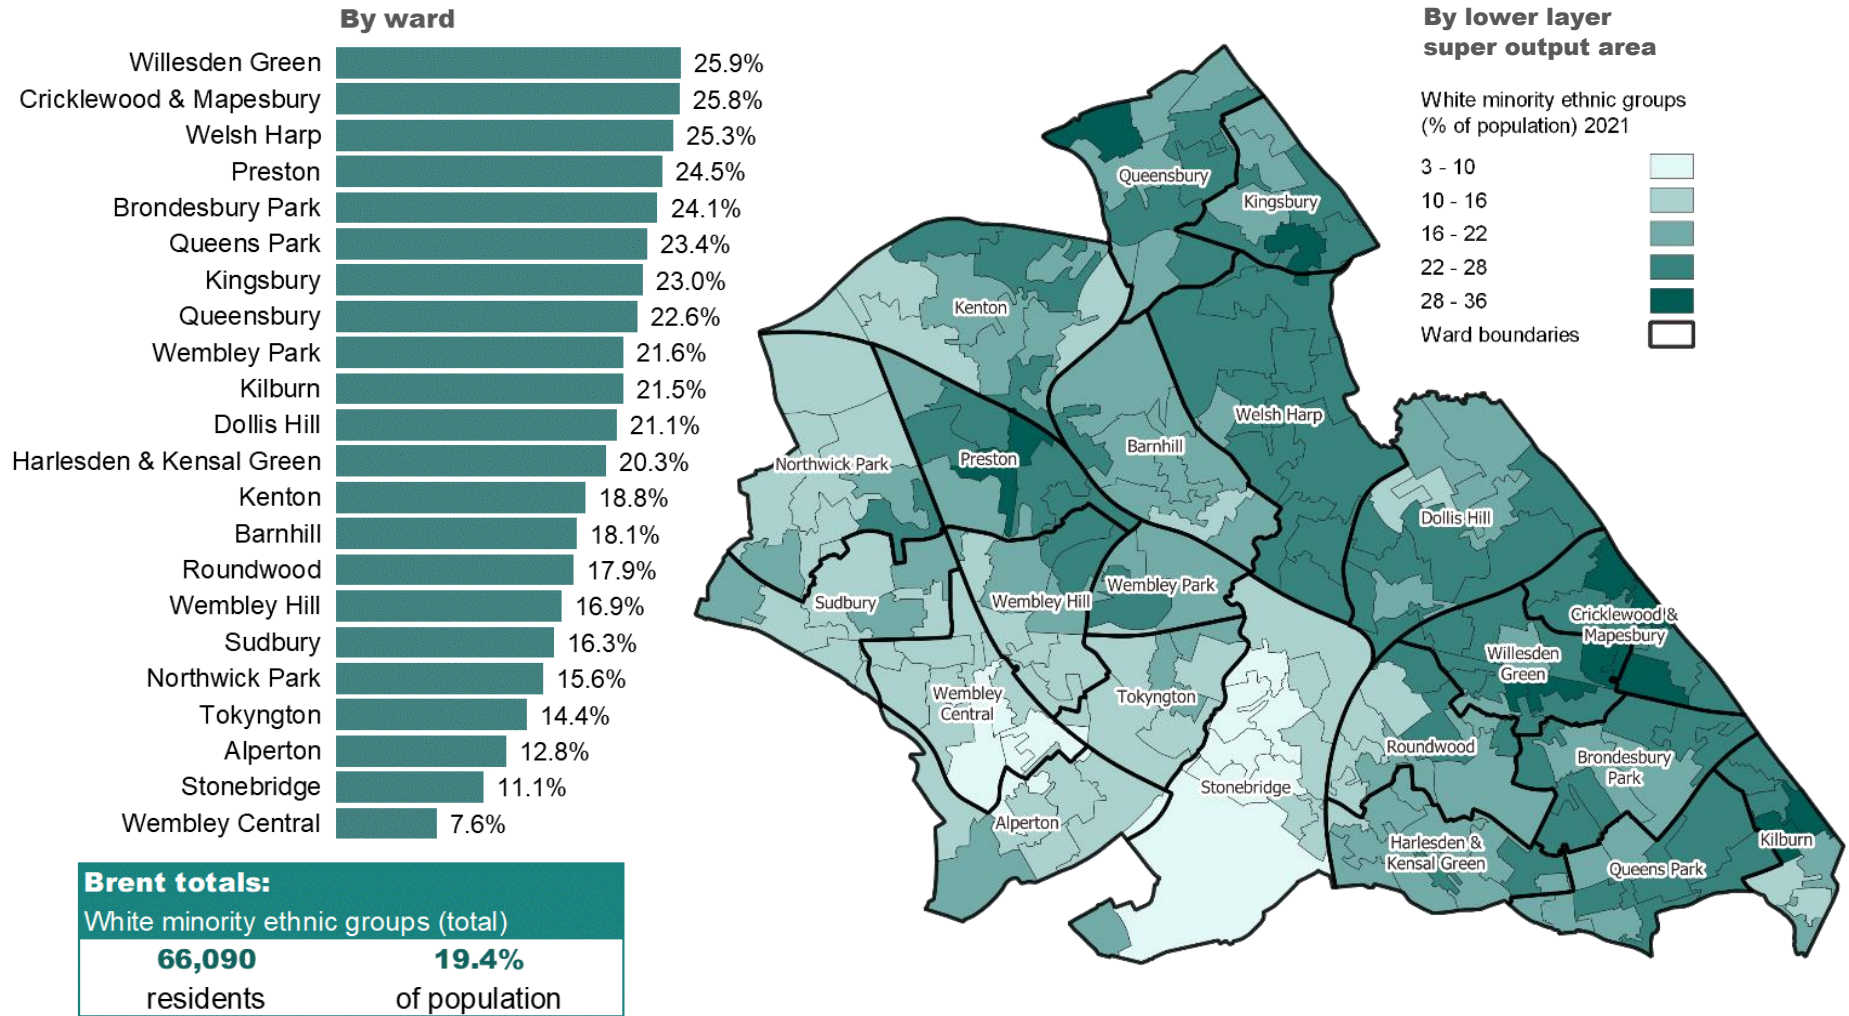 By ward
Willesden Green 25.9%
Cricklewood & Mapesbury 25.8%
Welsh Harp 25.3%
Preston 24.5%
Brondesbury Park 24.1%
Queens Park 23.4%
Kingsbury 23.0%
Queensbury 22.6%
Wembley Park 21.6%
Kilburn 21.5%
Dollis Hill 21.1%
Harlesden & Kensal Green 20.3%
Kenton 18.8%
Barnhill 18.1%
Roundwood 17.9%
Wembley Hill 16.9%
Sudbury 16.3%
Northwick Park 15.6%
Tokyngton 14.4%
Alperton 12.8%
Stonebridge 11.1%
Wembley Central 7.6%
Brent totals:
White minority ethnic groups (total)
66,090 19.4%
residents of population
By lower layer
super output area
White minority ethnic groups
(% of population) 2021
3 - 10
10 - 16
16 - 22
22 - 28
28 - 36
Ward boundaries
Queensbury
Kingsbury
Kenton
Welsh Harp
Barnhill
Northwick Park
Preston
Dollis Hill
Wembley Park
Sudbury
Wembley Hill
Cricklewood &
Mapesbury
Willesden
Green
Wembley
Central
Tokyngton
Roundwood
Brondesbury
Park
Stonebridge
Alperton
Harlesden &
Kensal Green
Queens Park
Kilburn